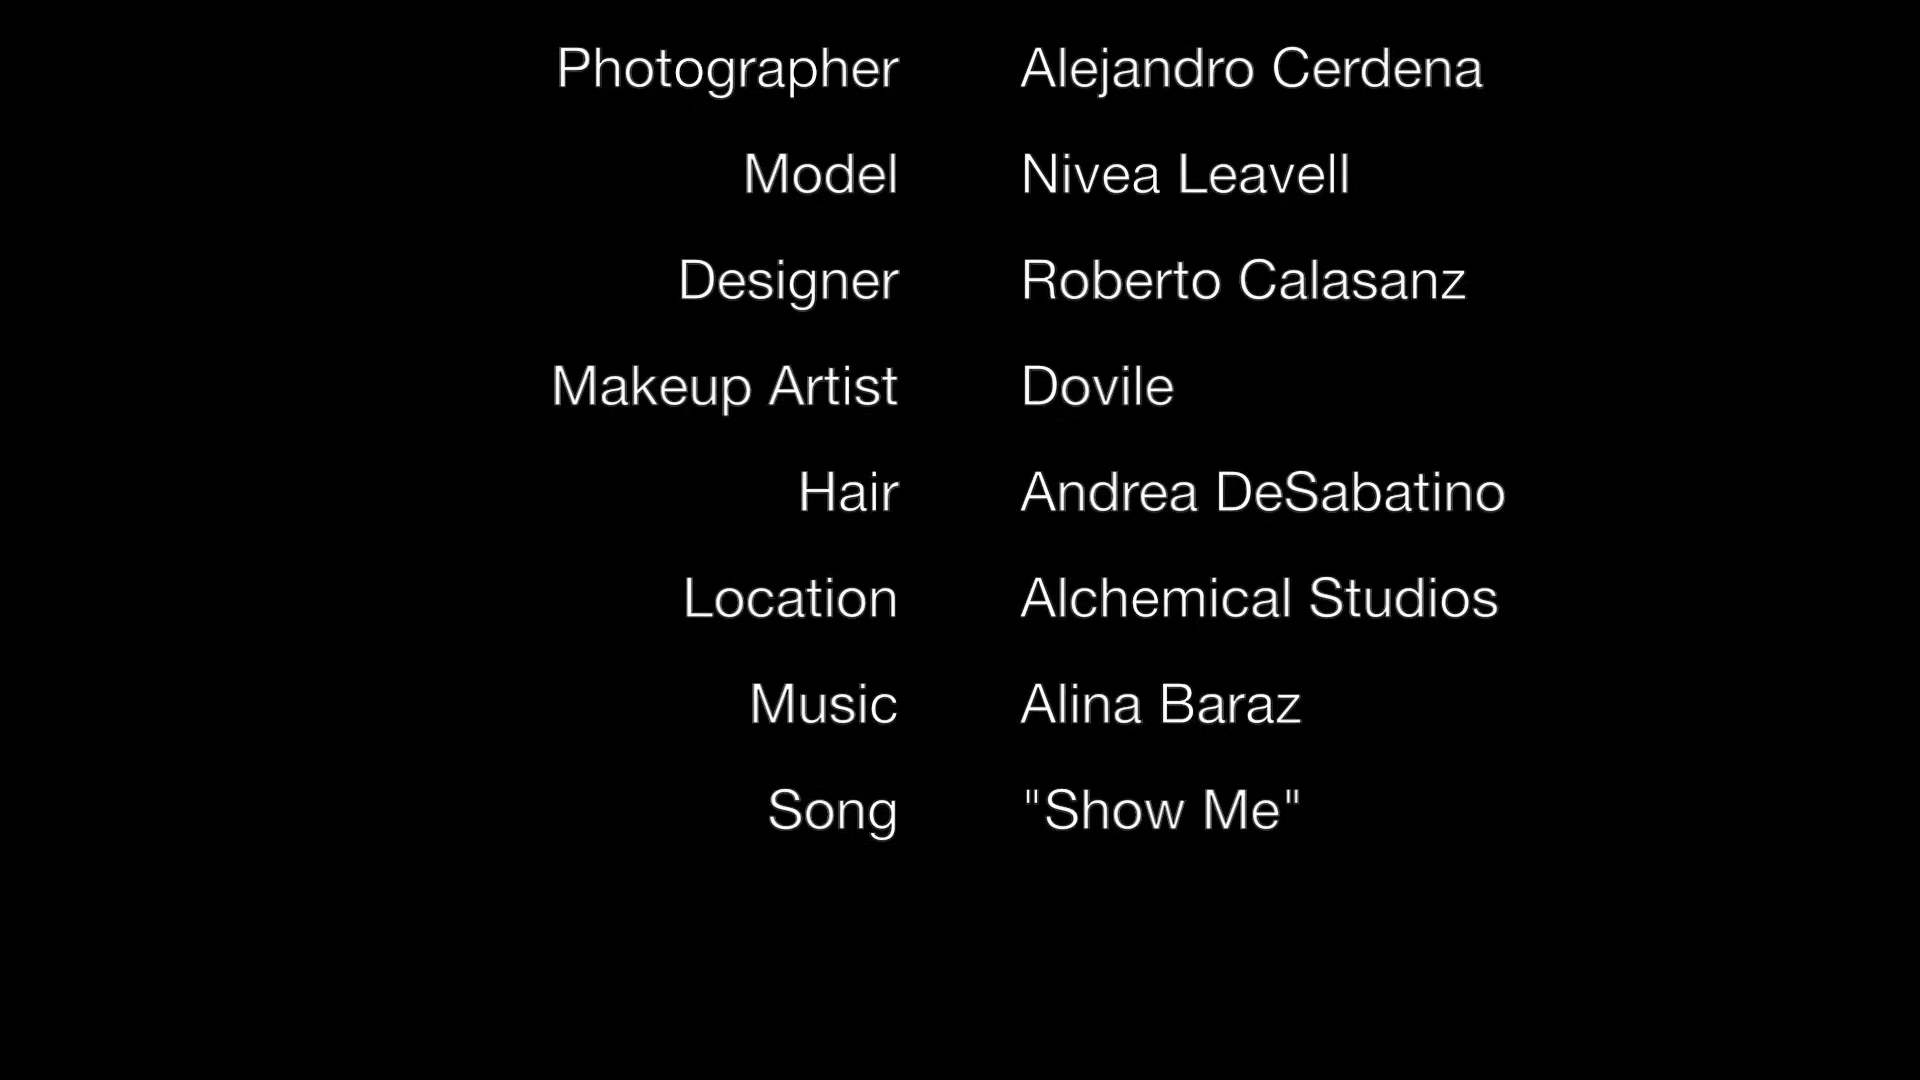 Photographer Alejandro Cerdena
Model Nivea Leavell
Designer Roberto Calasanz
Makeup Artist Dovile
Hair Andrea DeSabatino
Location Alchemical Studios
Music Alina Baraz
Song "Show Me"